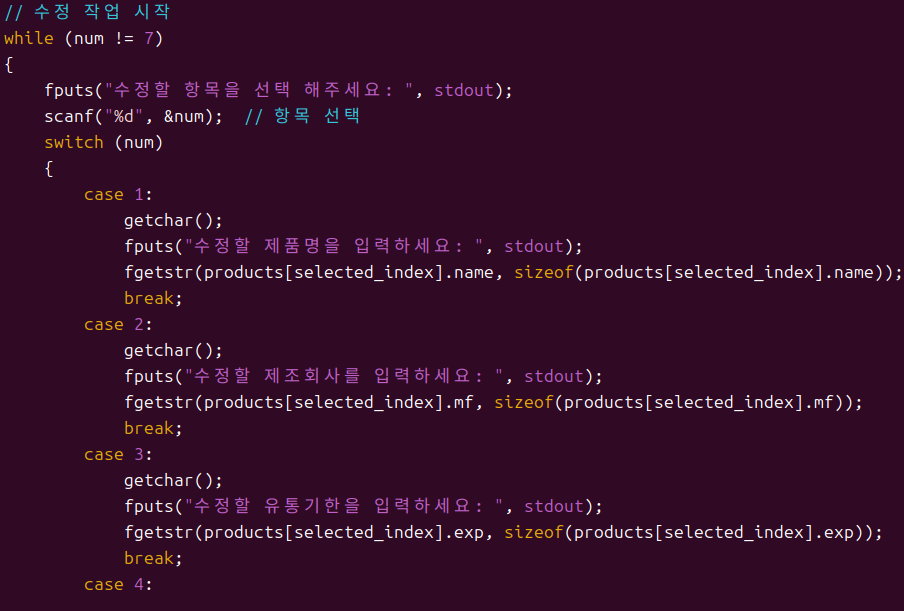 // 수정 작업 시작
while (num != 7)
{
    fputs("수정할 항목을 선택 해주세요: ", stdout);
    scanf("%d", &num);  // 항목 선택
    switch (num)
    {
        case 1:
            getchar();
            fputs("수정할 제품명을 입력하세요: ", stdout);
            fgetstr(products[selected_index].name, sizeof(products[selected_index].name));
            break;
        case 2:
            getchar();
            fputs("수정할 제조회사를 입력하세요: ", stdout);
            fgetstr(products[selected_index].mf, sizeof(products[selected_index].mf));
            break;
        case 3:
            getchar();
            fputs("수정할 유통기한을 입력하세요: ", stdout);
            fgetstr(products[selected_index].exp, sizeof(products[selected_index].exp));
            break;
        case 4: